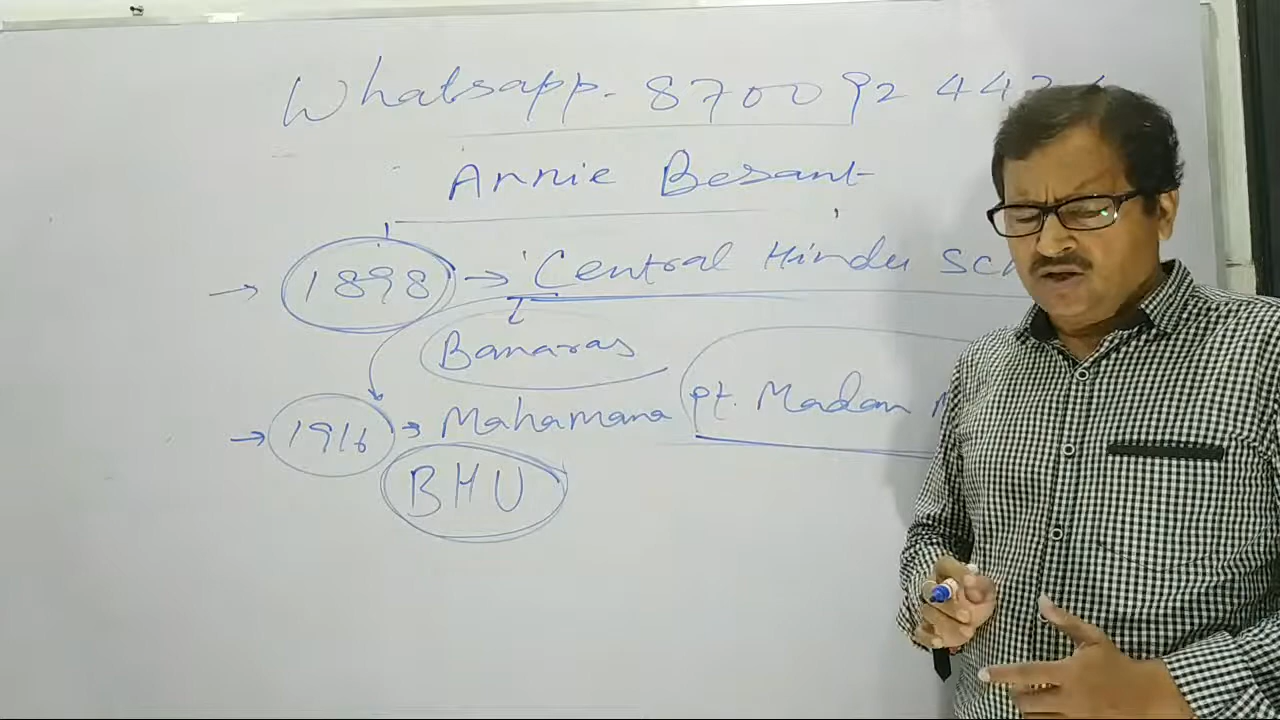 Whatsapp. 870092 44
Annie Besant
1898 → Central Hindu Sc
Banaras
1916 → Mahamana Pt. Madan M
BHU